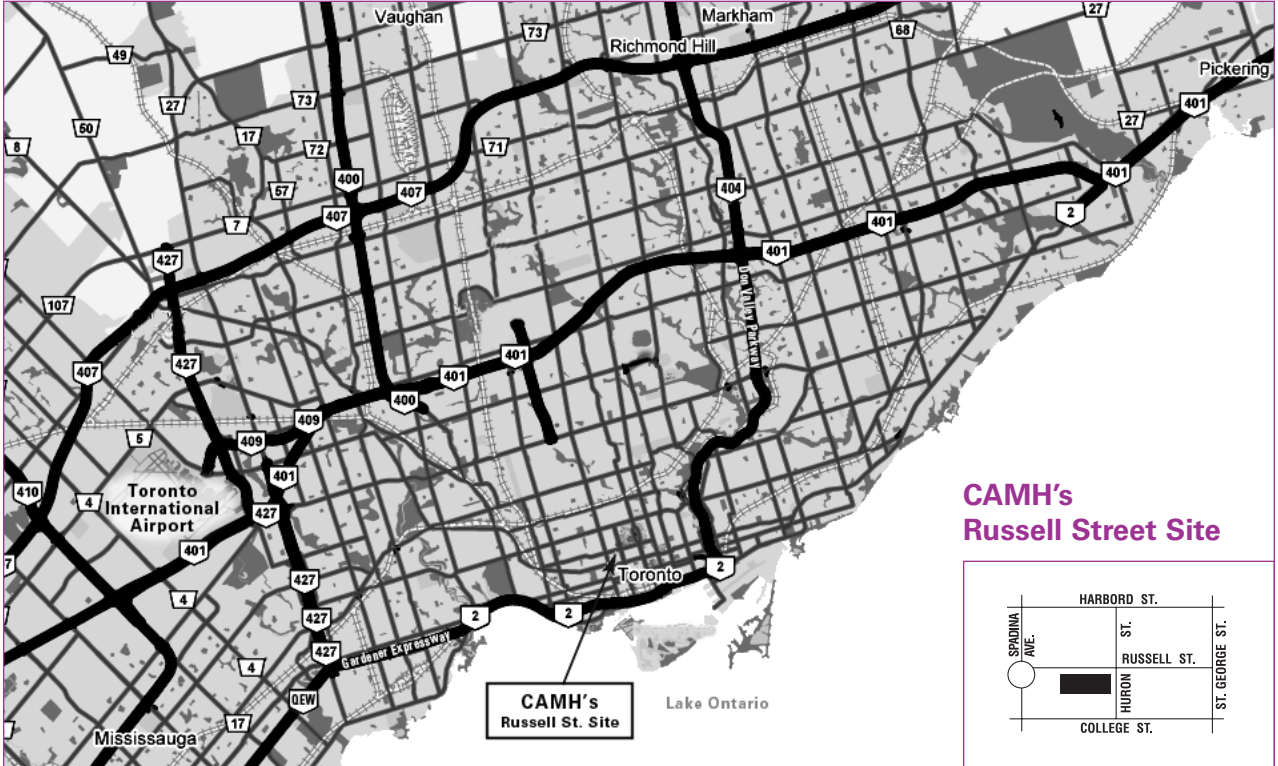 Vaughan
Markham
27
73
68
49
Richmond Hill
Pickering
27
73
401
50
17
27
8
72
71
57
400
407
404
401
7
407
401
2
427
401
107
Don Valley Parkway
427
407
401
401
400
409
5
409
401
410
4
Toronto
International
Airport
427
401
7
427
4
Toronto
2
427
2
2
427
Gardener Expressway
4
QEW
17
Mississauga
CAMH's
Russell St. Site
Lake Ontario
CAMH's
Russell Street Site
HARBORD ST.
SPADINA
AVE.
ST.
RUSSELL ST.
HURON
ST. GEORGE ST.
COLLEGE ST.